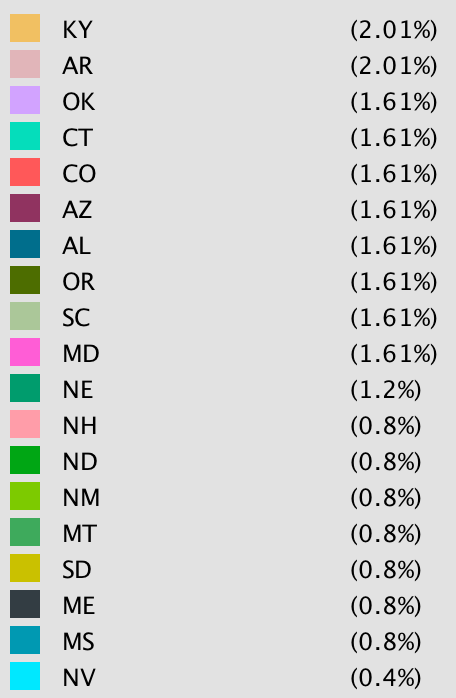 KY (2.01%)
AR (2.01%)
OK (1.61%)
CT (1.61%)
CO (1.61%)
AZ (1.61%)
AL (1.61%)
OR (1.61%)
SC (1.61%)
MD (1.61%)
NE (1.2%)
NH (0.8%)
ND (0.8%)
NM (0.8%)
MT (0.8%)
SD (0.8%)
ME (0.8%)
MS (0.8%)
NV (0.4%)